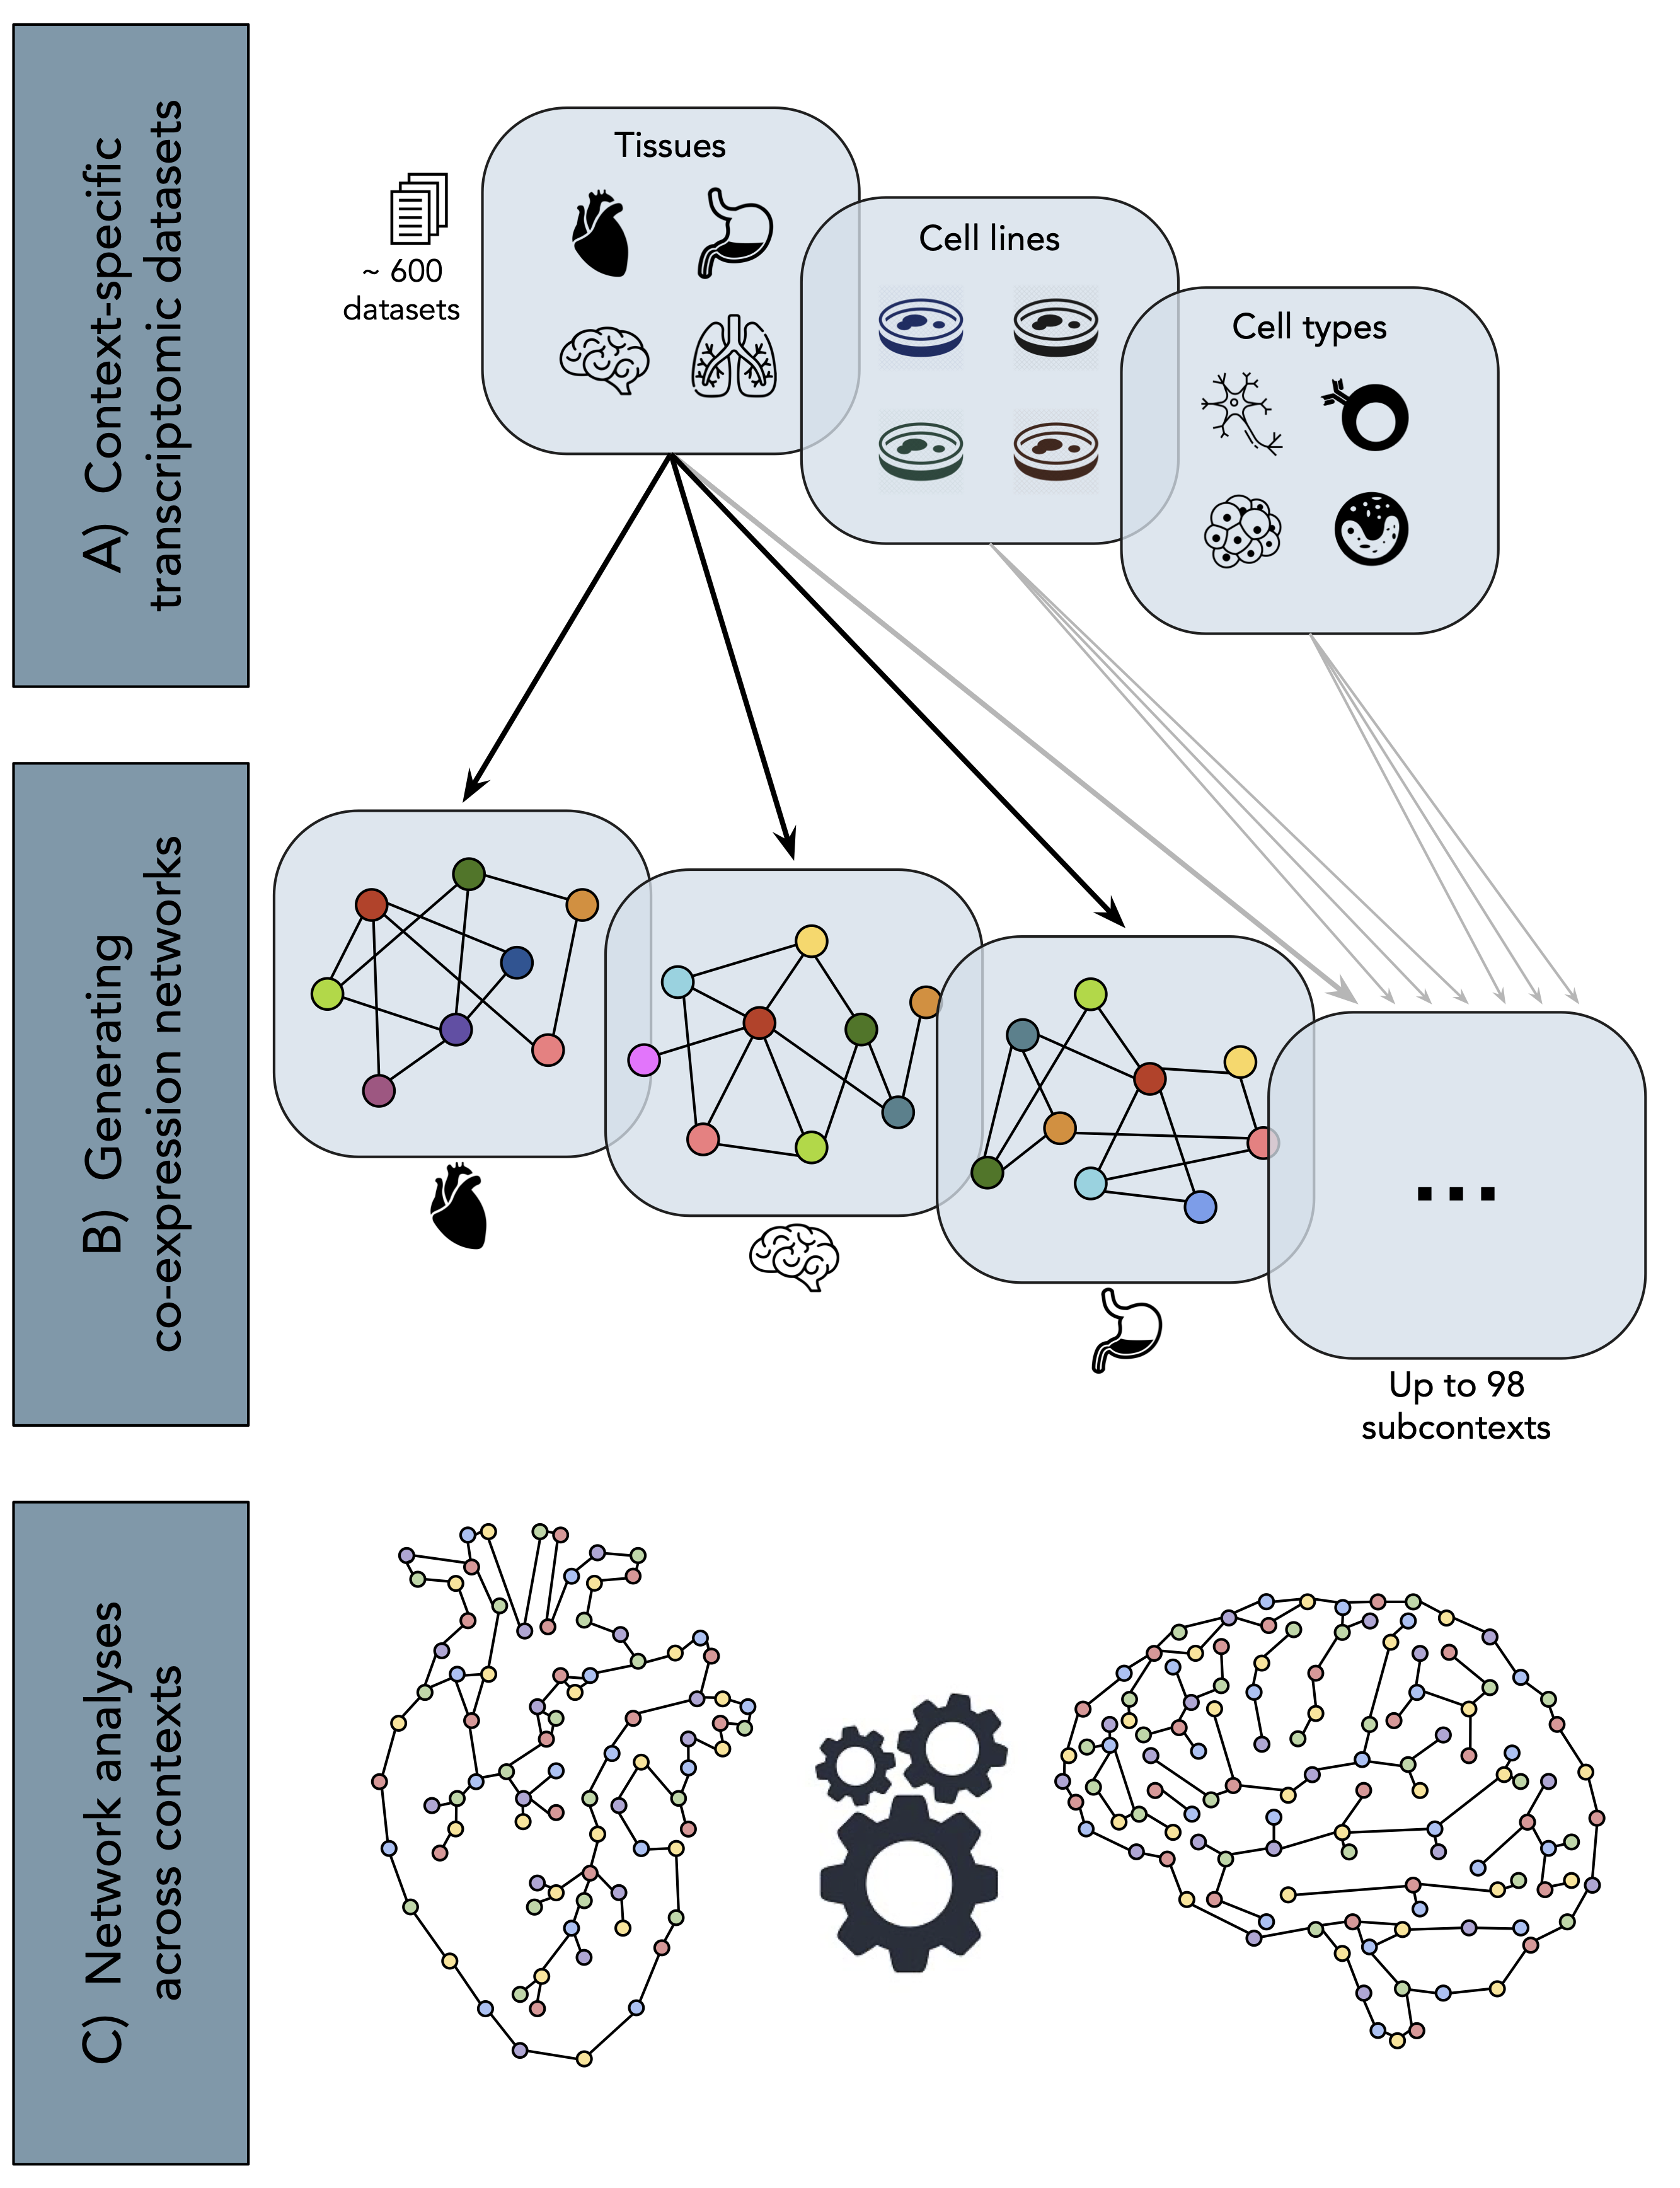 A) Context-specific
transcriptomic datasets
~ 600
datasets
Tissues
Cell lines
Cell types
B) Generating
co-expression networks
...
Up to 98
subcontexts
C) Network analyses
across contexts